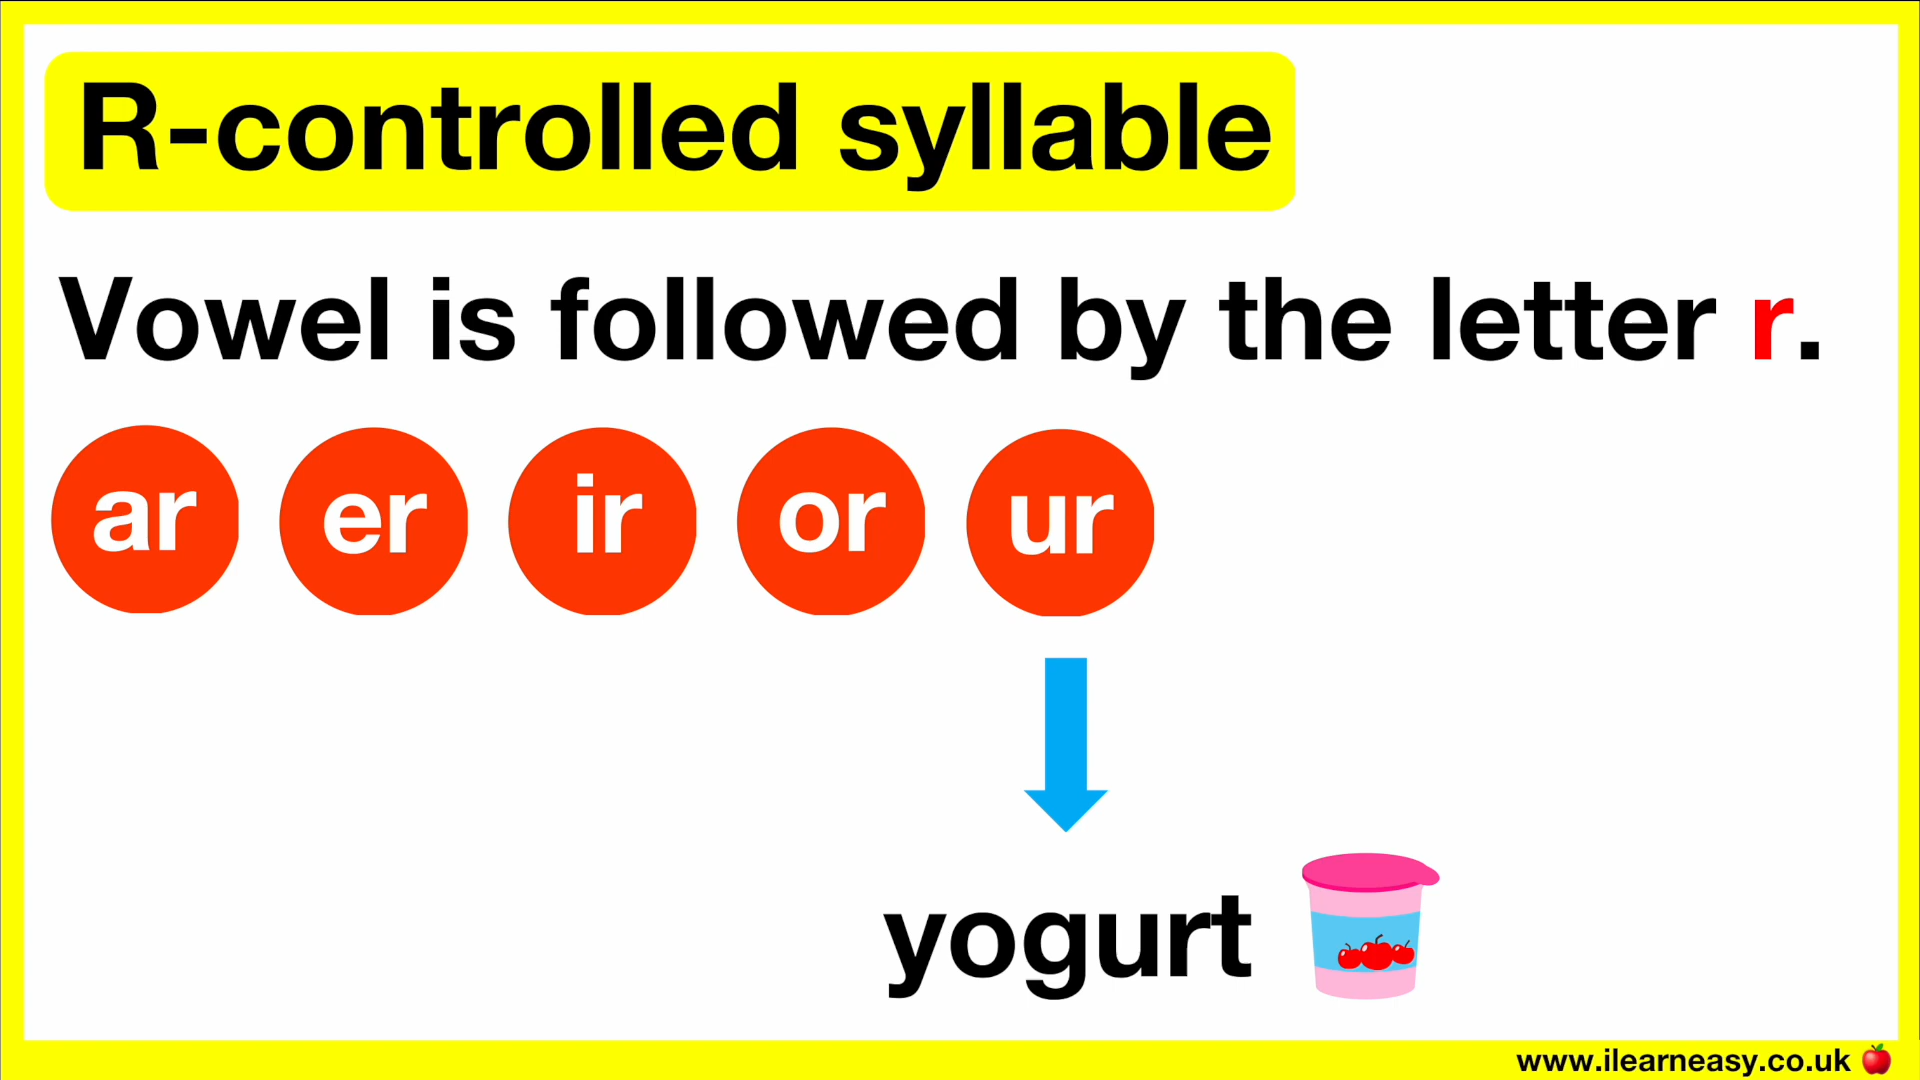 R-controlled syllable
Vowel is followed by the letter r.
ar er ir or ur
yogurt
www.ilearneasy.co.uk